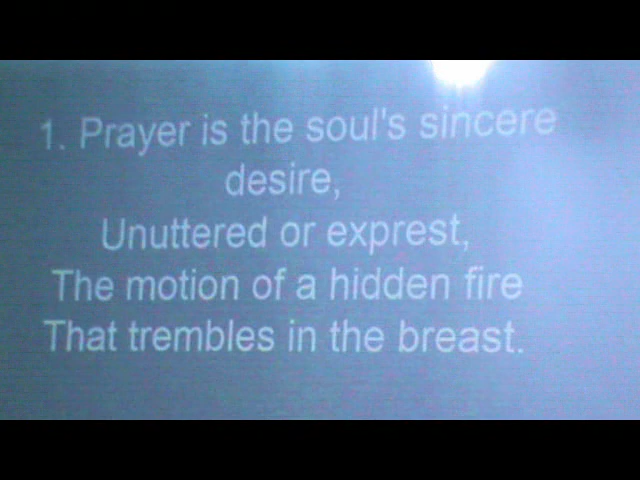 1. Prayer is the soul's sincere
desire,
Unuttered or exprest,
The motion of a hidden fire
That trembles in the breast.